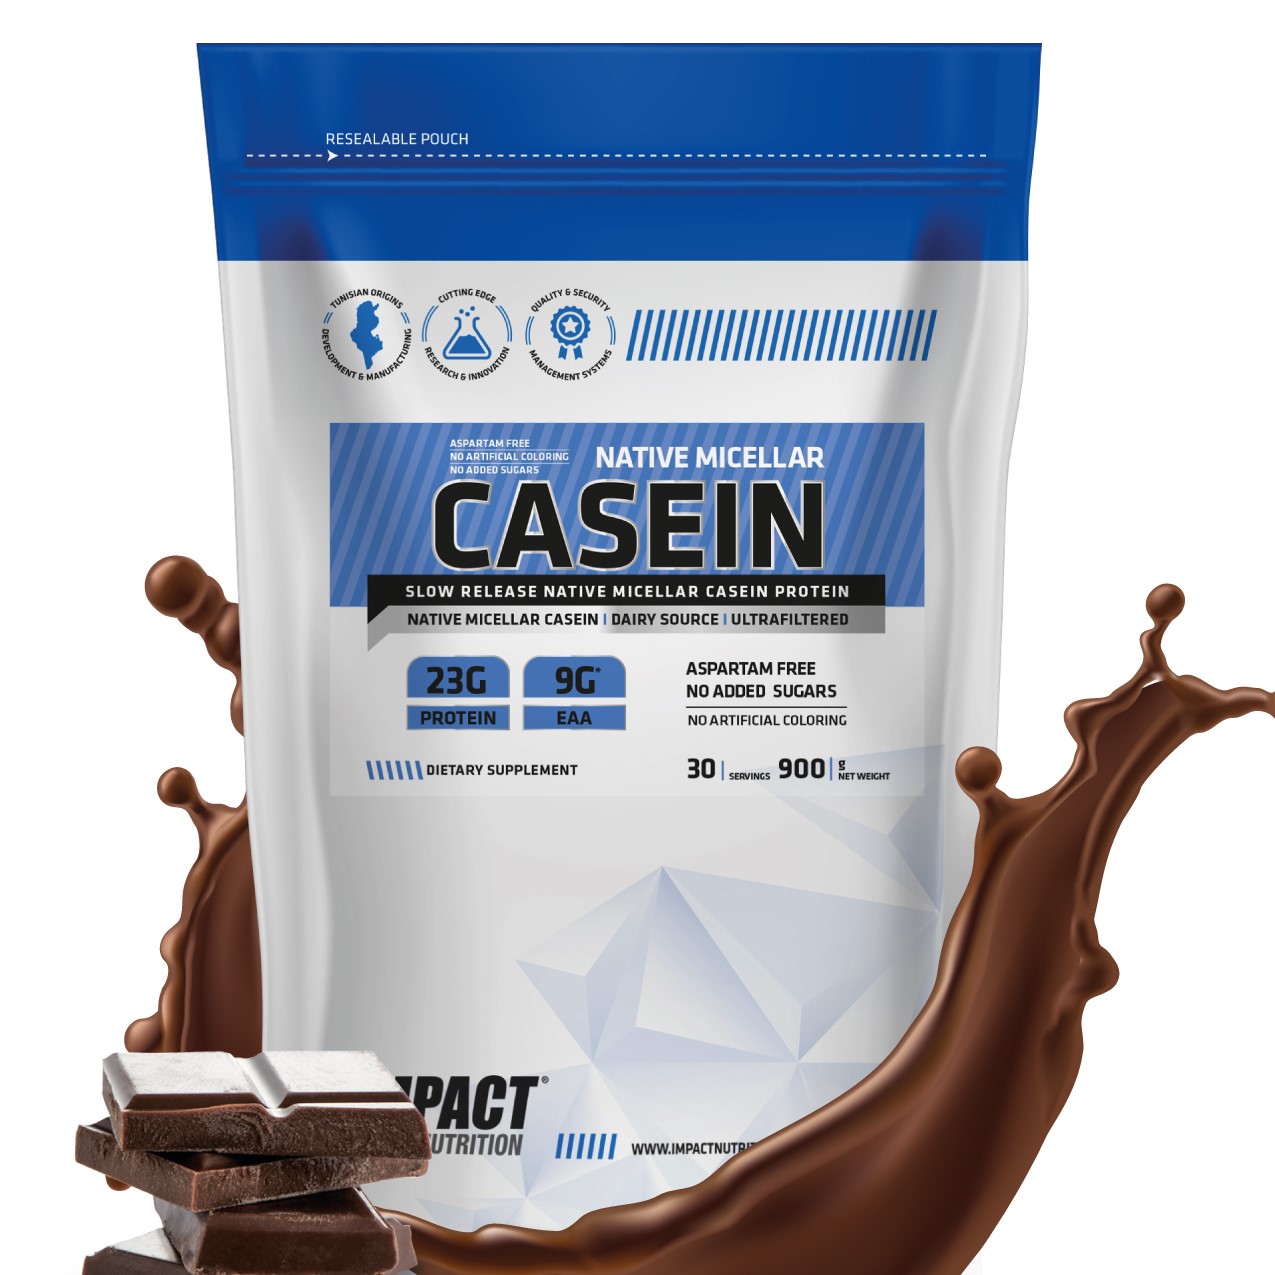 RESEALABLE POUCH
TUNISIAN ORIGINS
DEVELOPMENT & MANUFACTURING
CUTTING EDGE
RESEARCH & INNOVATION
QUALITY & SECURITY
MANAGEMENT SYSTEMS
ASPARTAM FREE
NO ARTIFICIAL COLORING
NO ADDED SUGARS
NATIVE MICELLAR
CASEIN
SLOW RELEASE NATIVE MICELLAR CASEIN PROTEIN
NATIVE MICELLAR CASEIN | DAIRY SOURCE | ULTRAFILTERED
23G
PROTEIN
9G*
EAA
ASPARTAM FREE
NO ADDED SUGARS
NO ARTIFICIAL COLORING
DIETARY SUPPLEMENT
30 | SERVINGS 900 | g NET WEIGHT
MPACT®
UTRITION
WWW.IMPACTNUTRIT